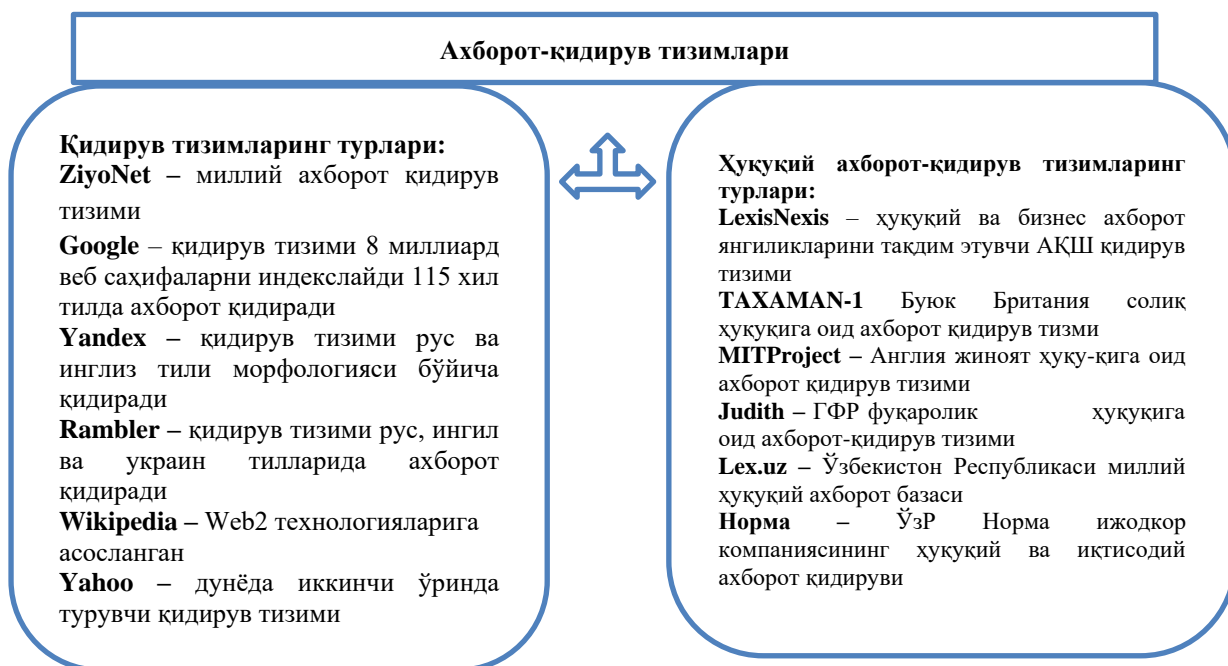 Ахборот-қидирув тизимлари
Қидирув тизимларинг турлари:
ZiyoNet – миллий ахборот қидирув
тизими
Google – қидирув тизими 8 миллиард
веб саҳифаларни индекслайди 115 хил
тилда ахборот қидиради
Yandex – қидирув тизими рус ва
инглиз тили морфологияси бўйича
қидиради
Rambler – қидирув тизими рус, ингил
ва украин тилларида ахборот
қидиради
Wikipedia – Web2 технологияларига
асосланган
Yahoo – дунёда иккинчи ўринда
турувчи қидирув тизими
Ҳуқуқий ахборот-қидирув тизимларинг
турлари:
LexisNexis – ҳуқуқий ва бизнес ахборот
янгиликларини тақдим этувчи АҚШ қидирув
тизими
TAXAMAN-1 Буюк Британия солиқ
ҳуқуқига оид ахборот қидирув тизми
MITProject – Англия жиноят ҳуқу-қига оид
ахборот қидирув тизими
Judith – ГФР фуқаролик ҳуқуқига
оид ахборот-қидирув тизими
Lex.uz – Ўзбекистон Республикаси миллий
ҳуқуқий ахборот базаси
Норма – ЎзР Норма ижодкор
компаниясининг ҳуқуқий ва иқтисодий
ахборот қидируви